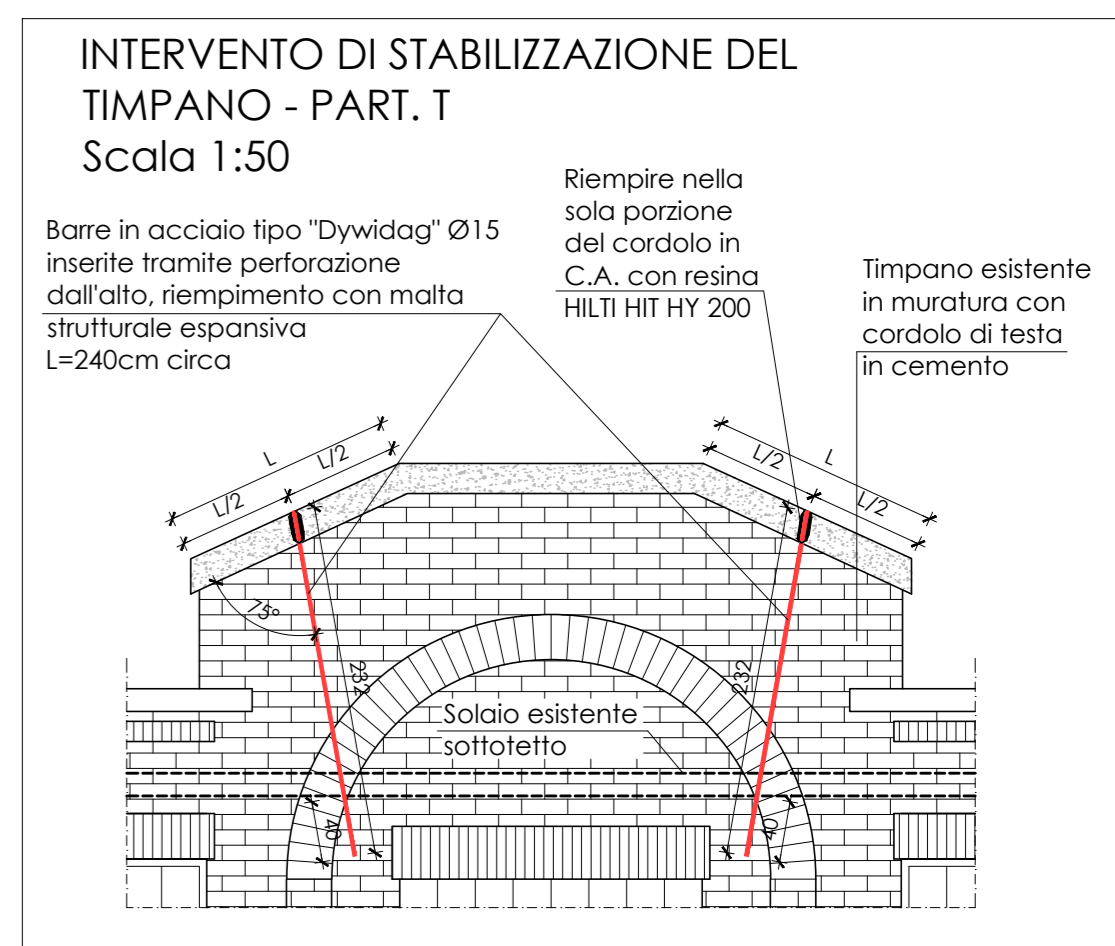 INTERVENTO DI STABILIZZAZIONE DEL
TIMPANO - PART. T
Scala 1:50
Barre in acciaio tipo "Dywidag" Ø15
inserite tramite perforazione
dall'alto, riempimento con malta
strutturale espansiva
L=240cm circa
Riempire nella
sola porzione
del cordolo in
C.A. con resina
HILTI HIT HY 200
Timpano esistente
in muratura con
cordolo di testa
in cemento
L
L/2
L/2
L
L/2
L/2
75°
232
232
Solaio esistente
sottotetto
40
40